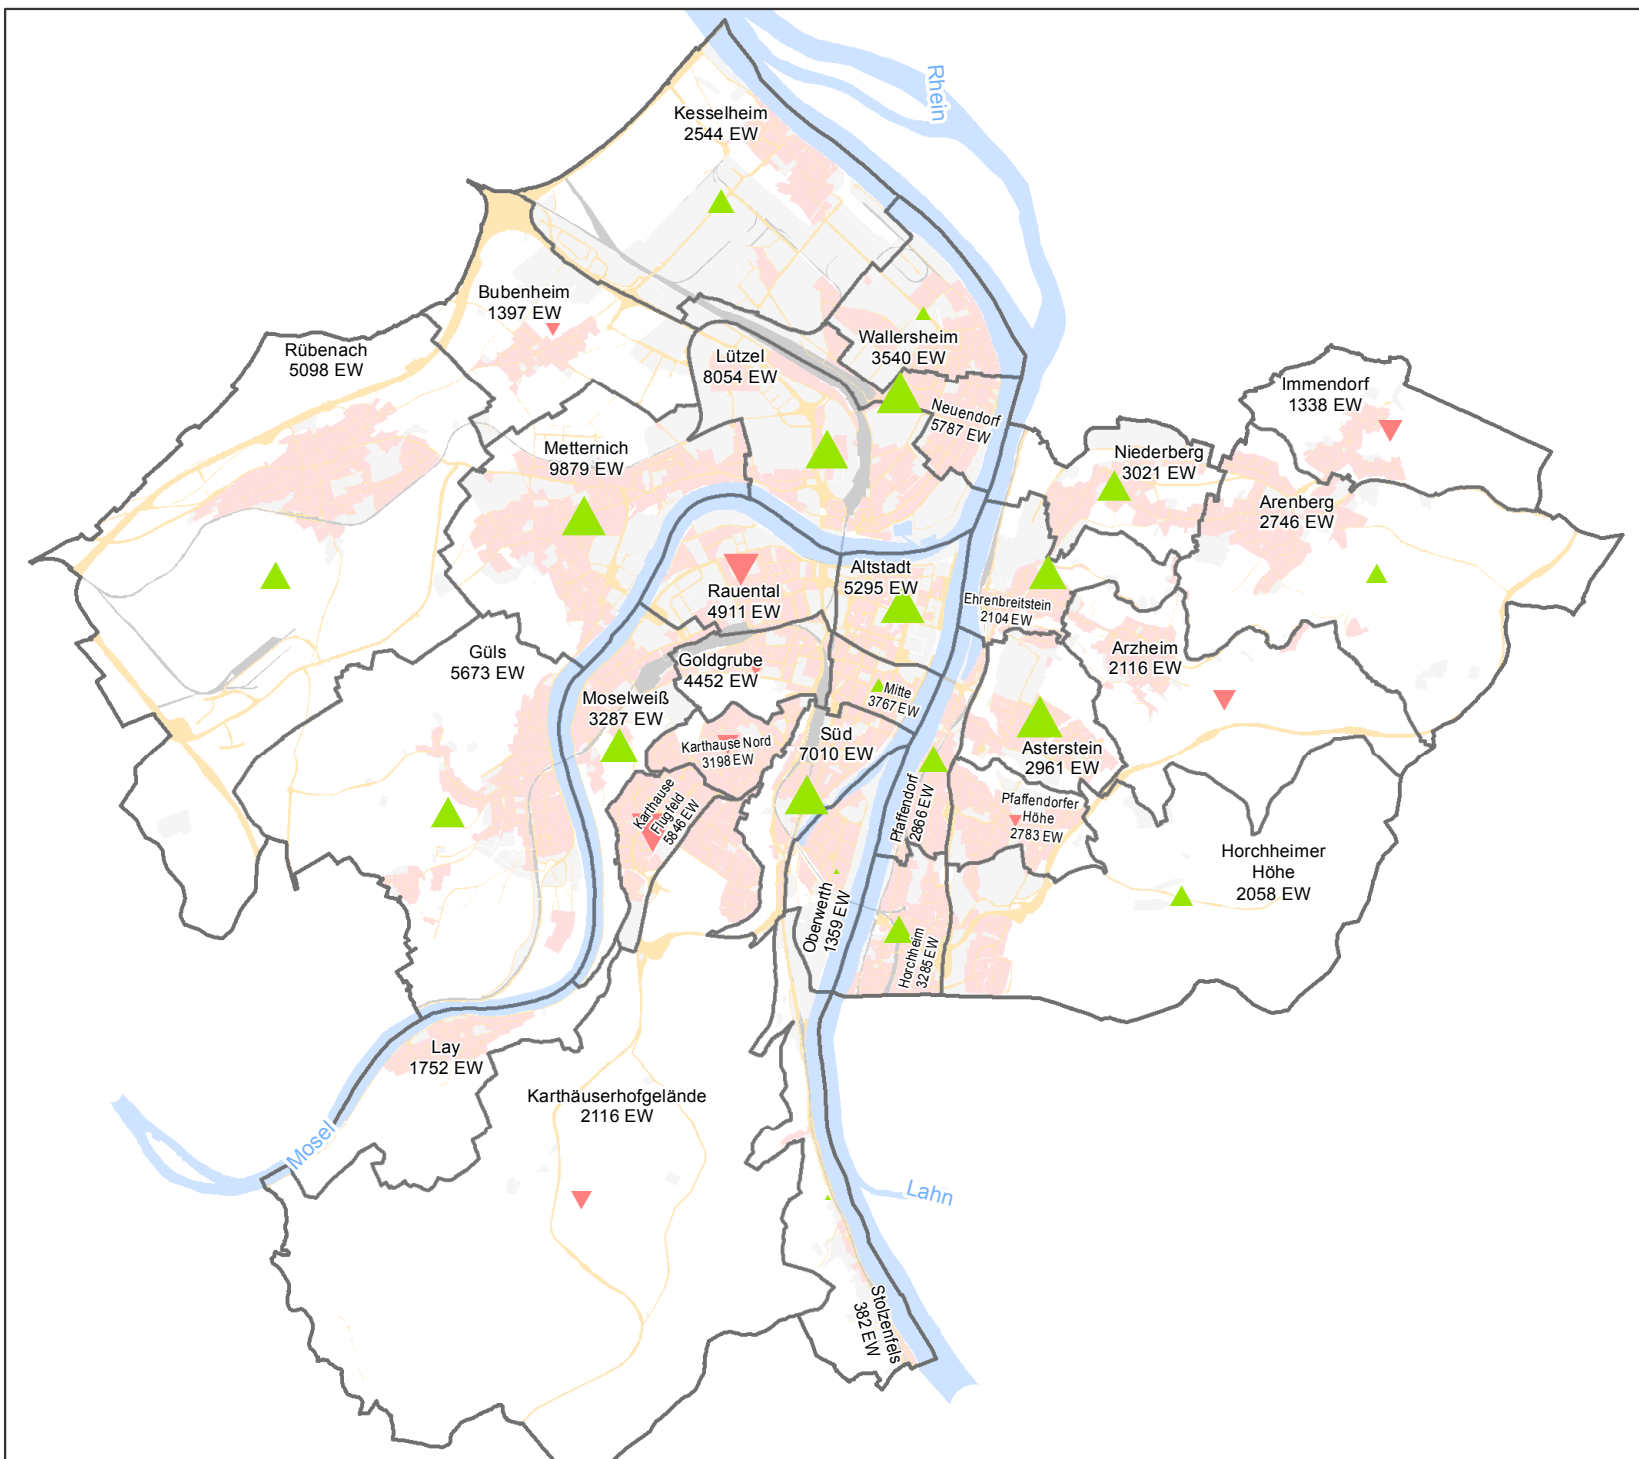 Rhein
Kesselheim
2544 EW
Bubenheim
1397 EW
Rübenach
5098 EW
Wallersheim
3540 EW
Lützel
8054 EW
Immendorf
1338 EW
Neuendorf
5787 EW
Metternich
9879 EW
Niederberg
3021 EW
Arenberg
2746 EW
Altstadt
5295 EW
Rauental
4911 EW
Ehrenbreitstein
2104 EW
Güls
5673 EW
Goldgrube
4452 EW
Arzheim
2116 EW
Moselweiß
3287 EW
Mitte
3767 EW
Süd
7010 EW
Karthause Nord
3198 EW
Asterstein
2961 EW
Karthause
Flugfeld
5846 EW
Pfaffendorf
2866 EW
Pfaffendorfer
Höhe
2783 EW
Horchheimer
Höhe
2058 EW
Oberwerth
1359 EW
Horchheim
3285 EW
Lay
1752 EW
Karthäuserhofgelände
2116 EW
Mosel
Lahn
Stolzenfels
382 EW